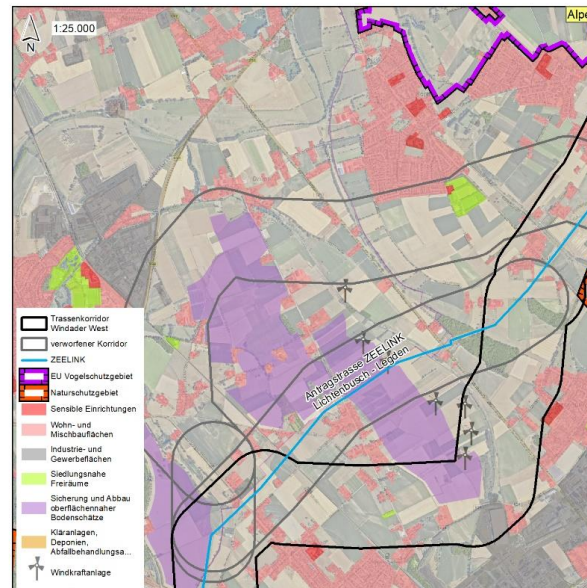 N
1:25.000
Alpe
Antragstrasse ZEELINK
Lichtenbusch - Legden
Trassenkorridor
Windader West
verworfener Korridor
ZEELINK
EU Vogelschutzgebiet
Naturschutzgebiet
Sensible Einrichtungen
Wohn- und
Mischbauflächen
Industrie- und
Gewerbeflächen
Siedlungsnahe
Freiräume
Sicherung und Abbau
oberflächennaher
Bodenschätze
Kläranlagen,
Deponien,
Abfallbehandlungsa...
Windkraftanlage